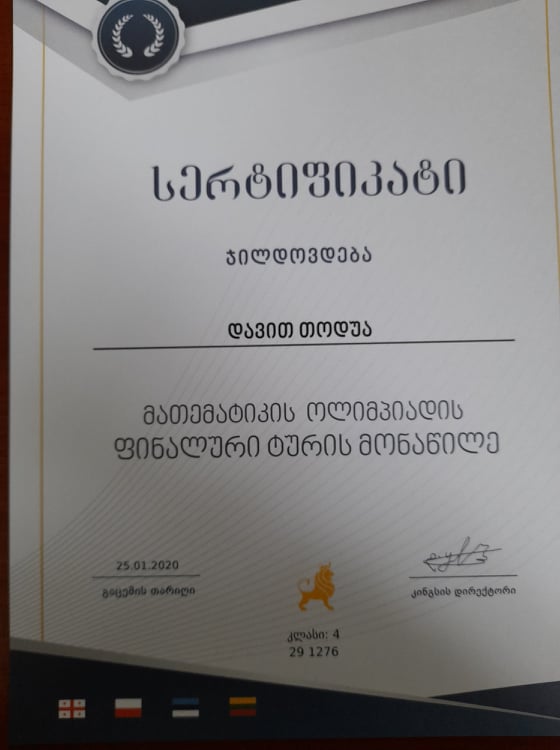 სერტიფიკატი
ჯილდოვდება
დავით თოდუა
მათემატიკის ოლიმპიადის
ფინალური ტურის მონაწილე
25.01.2020
გაცემის თარიღი
კინგსის დირექტორი
კლასი: 4
29 1276